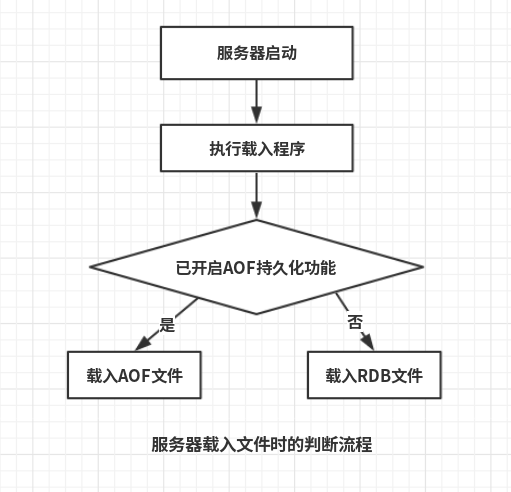 服务器启动
执行载入程序
已开启AOF持久化功能
是
否
载入AOF文件
载入RDB文件
服务器载入文件时的判断流程